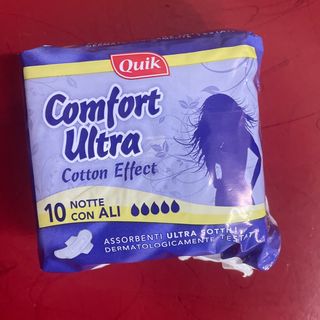 Quik
Comfort
Ultra
Cotton Effect
10 NOTTE
CON ALI
ASSORBENTI ULTRA SOTTILI
DERMATOLOGICAMENTE TESTATI